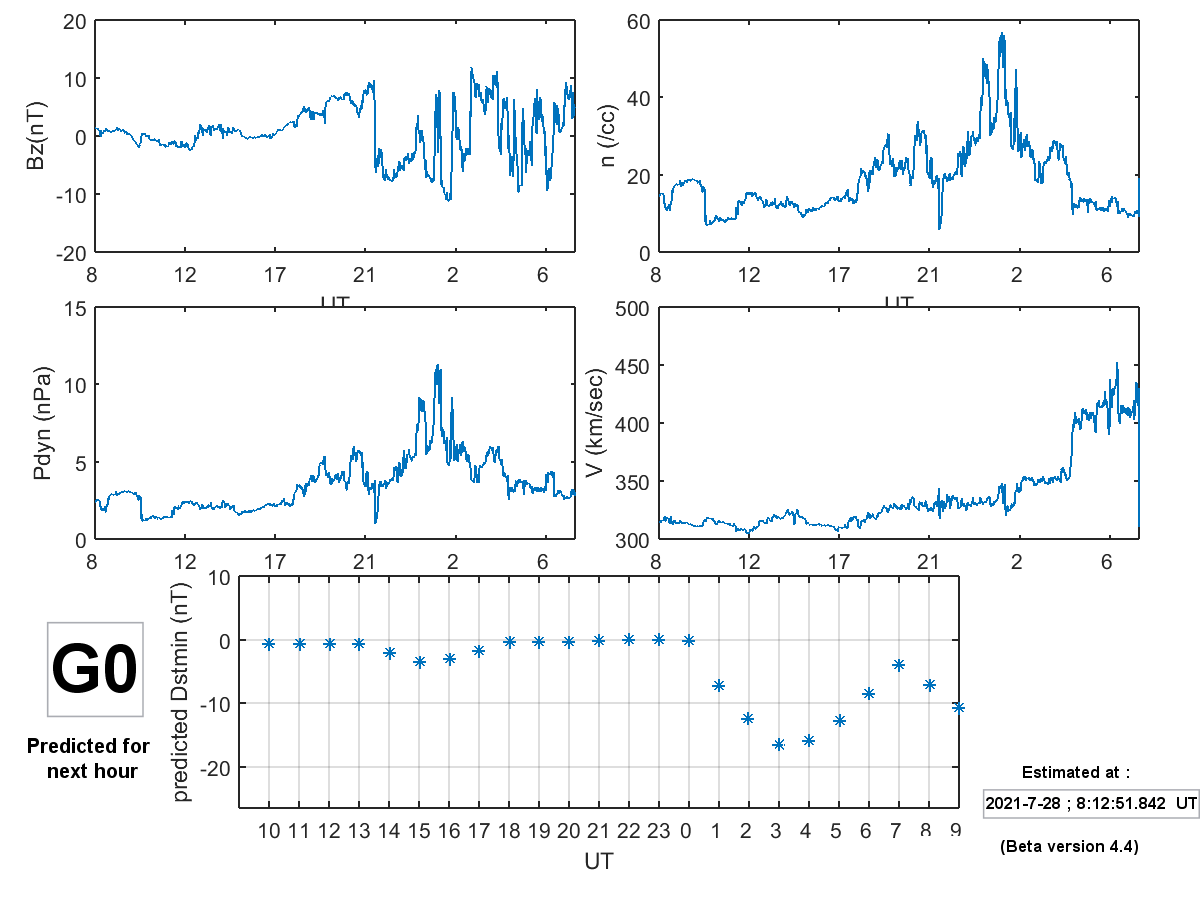 20
10
0
-10
-20
Bz(nT)
8 12 17 21 2 6
UT
60
40
20
0
n (/cc)
8 12 17 21 2 6
UT
15
10
5
0
Pdyn (nPa)
8 12 17 21 2 6
500
450
400
350
300
V (km/sec)
8 12 17 21 2 6
10
0
-10
-20
predicted Dstmin (nT)
10 11 12 13 14 15 16 17 18 19 20 21 22 23 0 1 2 3 4 5 6 7 8 9
UT
G0
Predicted for
next hour
Estimated at :
2021-7-28 ; 8:12:51.842 UT
(Beta version 4.4)